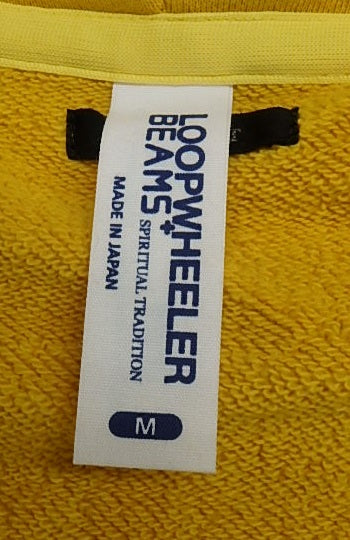 LOOPWHEELER
+
BEAMS
SPIRITUAL TRADITION
MADE IN JAPAN
M